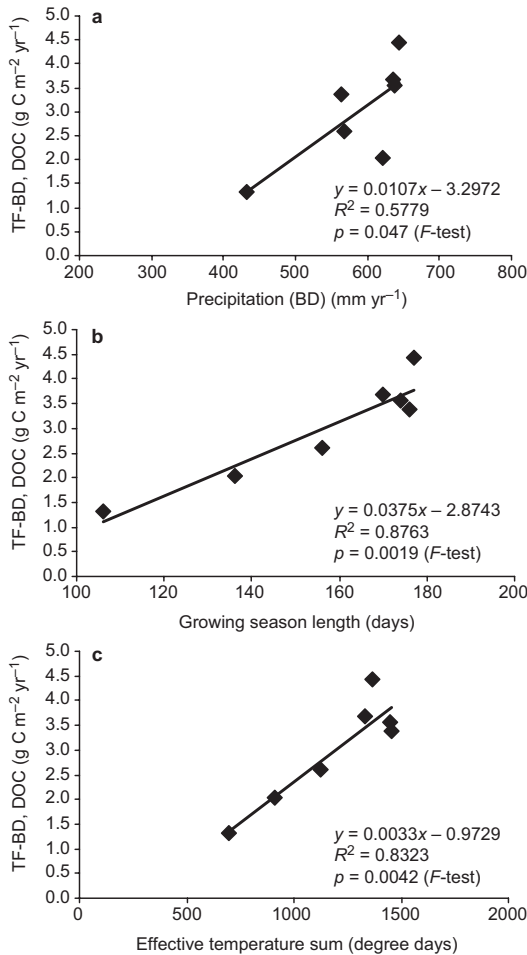 a
TF-BD, DOC (g C m⁻² yr⁻¹)
5.0
4.5
4.0
3.5
3.0
2.5
2.0
1.5
1.0
0.5
0.0
y = 0.0107x – 3.2972
R² = 0.5779
p = 0.047 (F-test)
200 300 400 500 600 700 800
Precipitation (BD) (mm yr⁻¹)
b
TF-BD, DOC (g C m⁻² yr⁻¹)
5.0
4.5
4.0
3.5
3.0
2.5
2.0
1.5
1.0
0.5
0.0
y = 0.0375x – 2.8743
R² = 0.8763
p = 0.0019 (F-test)
100 120 140 160 180 200
Growing season length (days)
c
TF-BD, DOC (g C m⁻² yr⁻¹)
5.0
4.5
4.0
3.5
3.0
2.5
2.0
1.5
1.0
0.5
0.0
y = 0.0033x – 0.9729
R² = 0.8323
p = 0.0042 (F-test)
0 500 1000 1500 2000
Effective temperature sum (degree days)